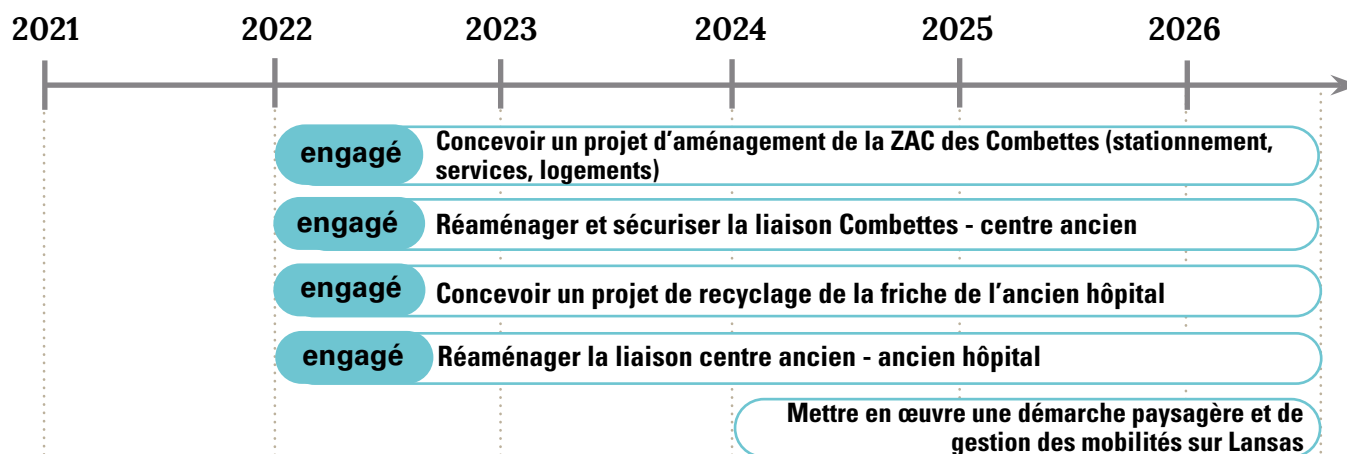 2021 2022 2023 2024 2025 2026
engagé Concevoir un projet d'aménagement de la ZAC des Combettes (stationnement,
services, logements)
engagé Réaménager et sécuriser la liaison Combettes - centre ancien
engagé Concevoir un projet de recyclage de la friche de l'ancien hôpital
engagé Réaménager la liaison centre ancien - ancien hôpital
Mettre en œuvre une démarche paysagère et de
gestion des mobilités sur Lansas